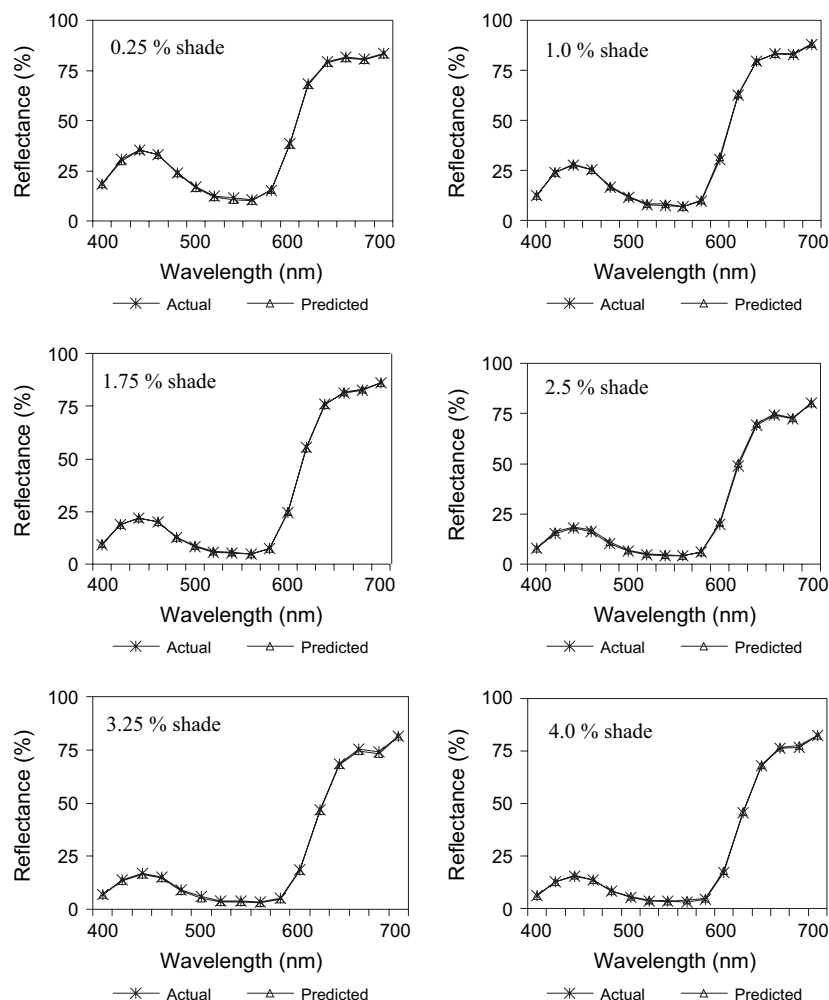 0.25 % shade
Reflectance (%)
100
75
50
25
0
400 500 600 700
Wavelength (nm)
Actual Predicted
1.0 % shade
Reflectance (%)
100
75
50
25
0
400 500 600 700
Wavelength (nm)
Actual Predicted
1.75 % shade
Reflectance (%)
100
75
50
25
0
400 500 600 700
Wavelength (nm)
Actual Predicted
2.5 % shade
Reflectance (%)
100
75
50
25
0
400 500 600 700
Wavelength (nm)
Actual Predicted
3.25 % shade
Reflectance (%)
100
75
50
25
0
400 500 600 700
Wavelength (nm)
Actual Predicted
4.0 % shade
Reflectance (%)
100
75
50
25
0
400 500 600 700
Wavelength (nm)
Actual Predicted